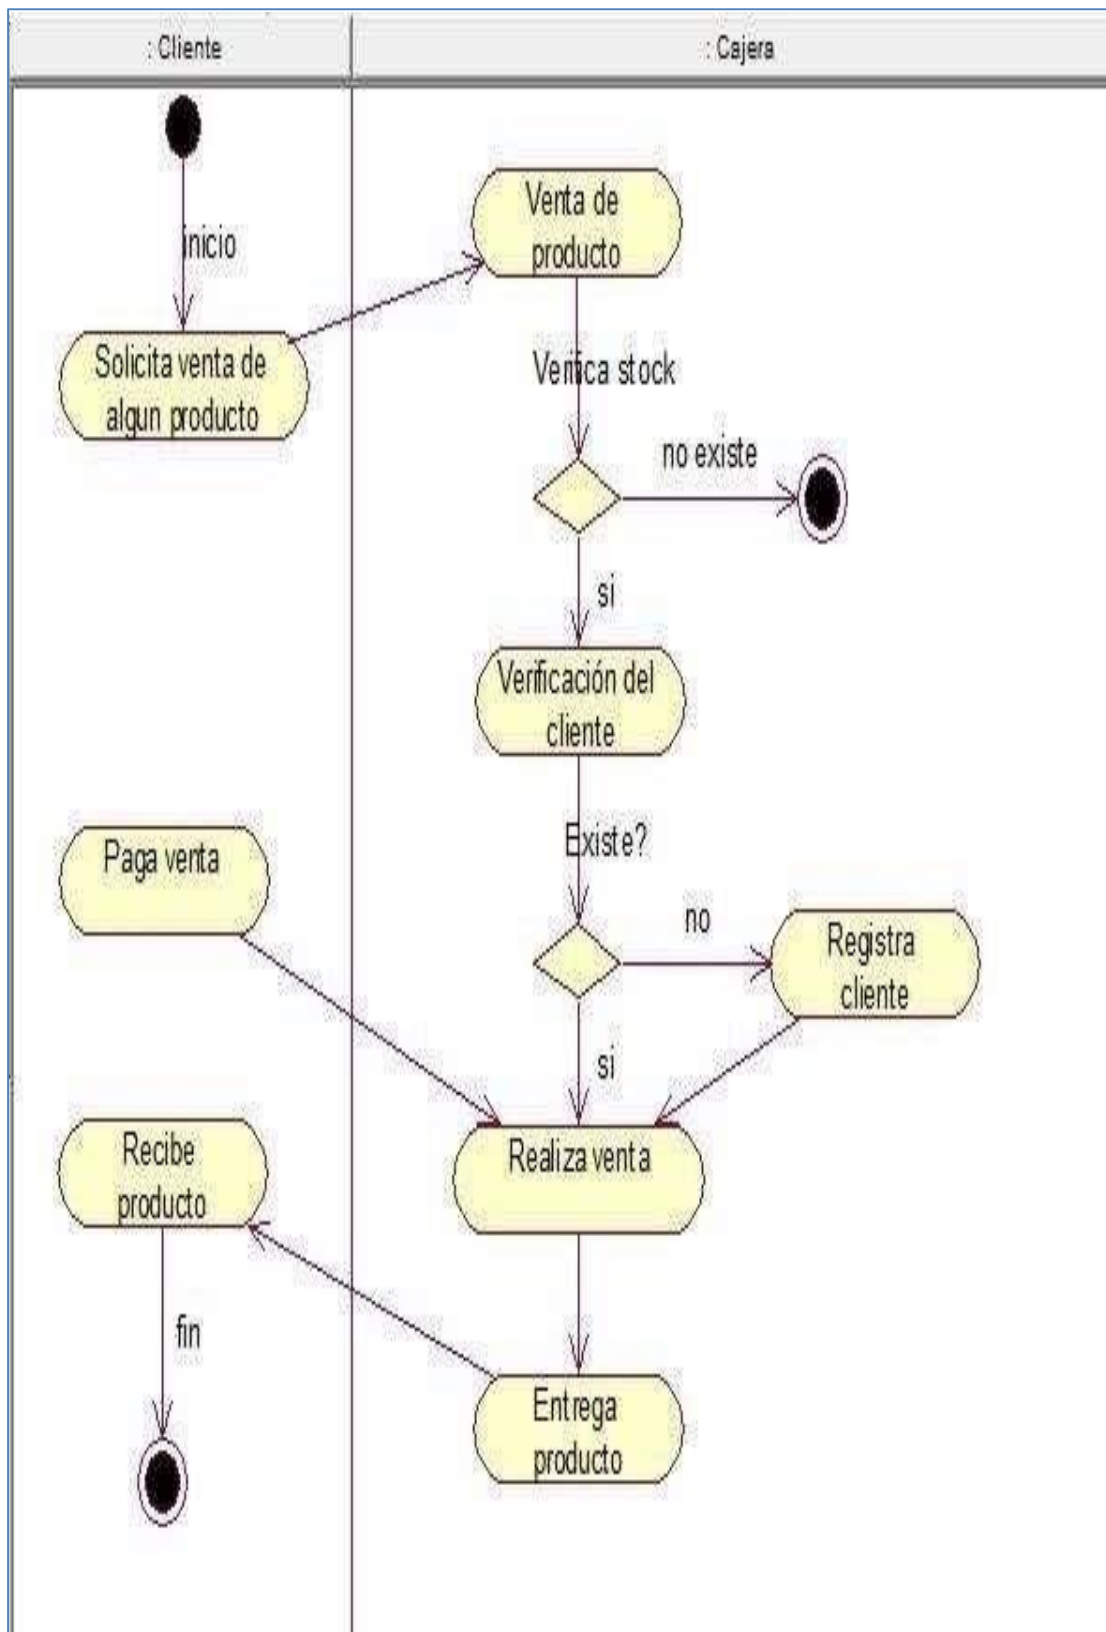 : Cliente
: Cajera
inicio
Venta de
producto
Solicita venta de
algun producto
Verifica stock
no existe
si
Verificación del
cliente
Existe?
Paga venta
no
Registra
cliente
si
Recibe
producto
Realiza venta
fin
Entrega
producto